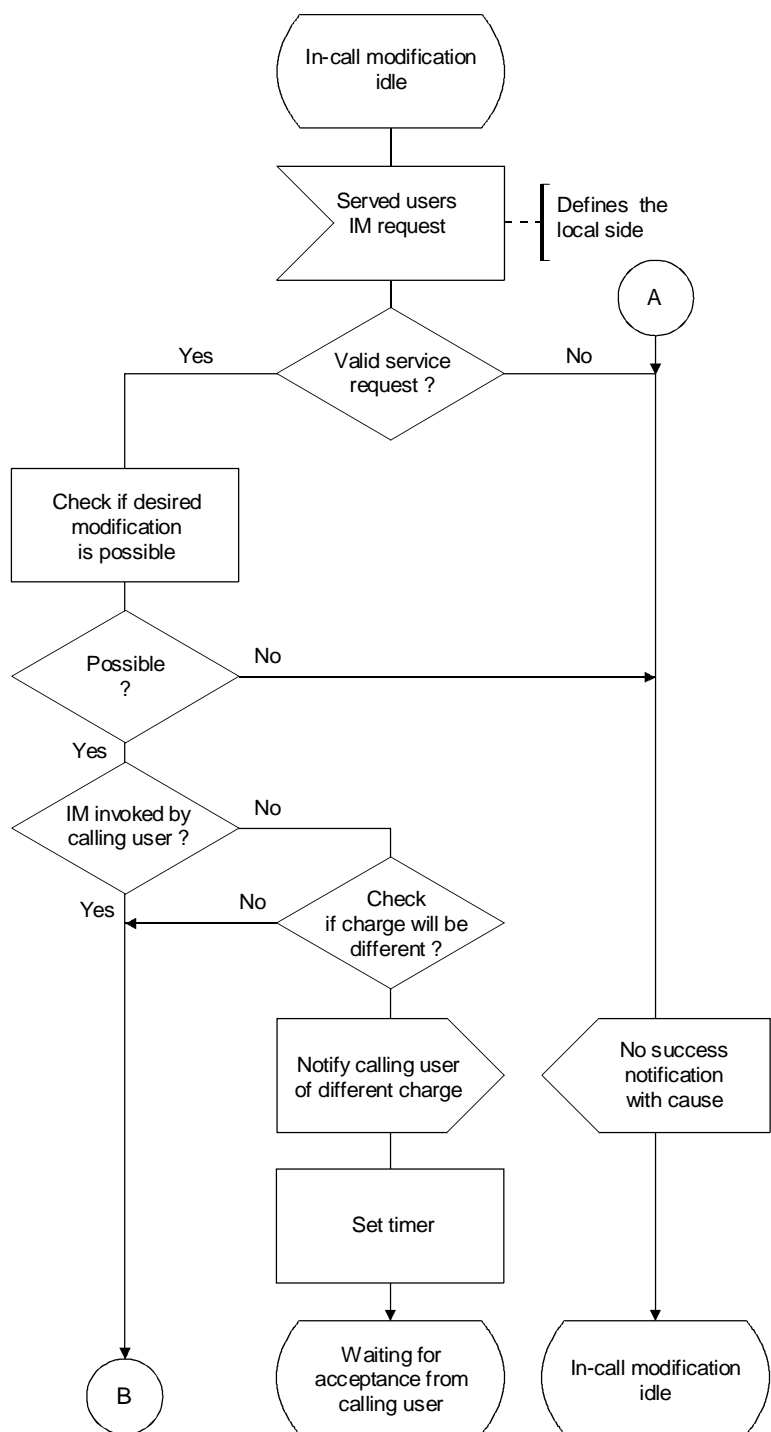 In-call modification
idle
Served users
IM request
Defines the
local side
A
Yes
Valid service
request ?
No
Check if desired
modification
is possible
Possible
?
No
Yes
IM invoked by
calling user ?
No
Yes
No
Check
if charge will be
different ?
Notify calling user
of different charge
No success
notification
with cause
Set timer
B
Waiting for
acceptance from
calling user
In-call modification
idle